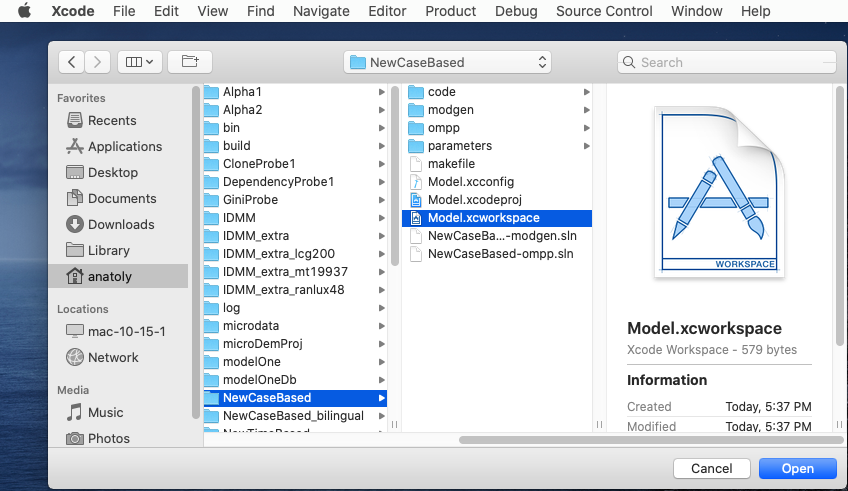 Xcode File Edit View Find Navigate Editor Product Debug Source Control Window Help
NewCaseBased
Search
Favorites
Recents
Applications
Desktop
Documents
Downloads
Library
anatoly
Locations
mac-10-15-1
Network
Media
Music
Photos
Alpha1
Alpha2
bin
build
CloneProbe1
DependencyProbe1
GiniProbe
IDMM
IDMM_extra
IDMM_extra_lcg200
IDMM_extra_mt19937
IDMM_extra_ranlux48
log
microdata
microDemProj
modelOne
modelOneDb
NewCaseBased
NewCaseBased_bilingual
NewTimeBased
code
modgen
ompp
parameters
makefile
Model.xcconfig
Model.xcodeproj
Model.xcworkspace
NewCaseBa...-modgen.sln
NewCaseBased-ompp.sln
WORKSPACE
Model.xcworkspace
Xcode Workspace - 579 bytes
Information
Created Today, 5:37 PM
Modified Today, 5:37 PM
Cancel Open